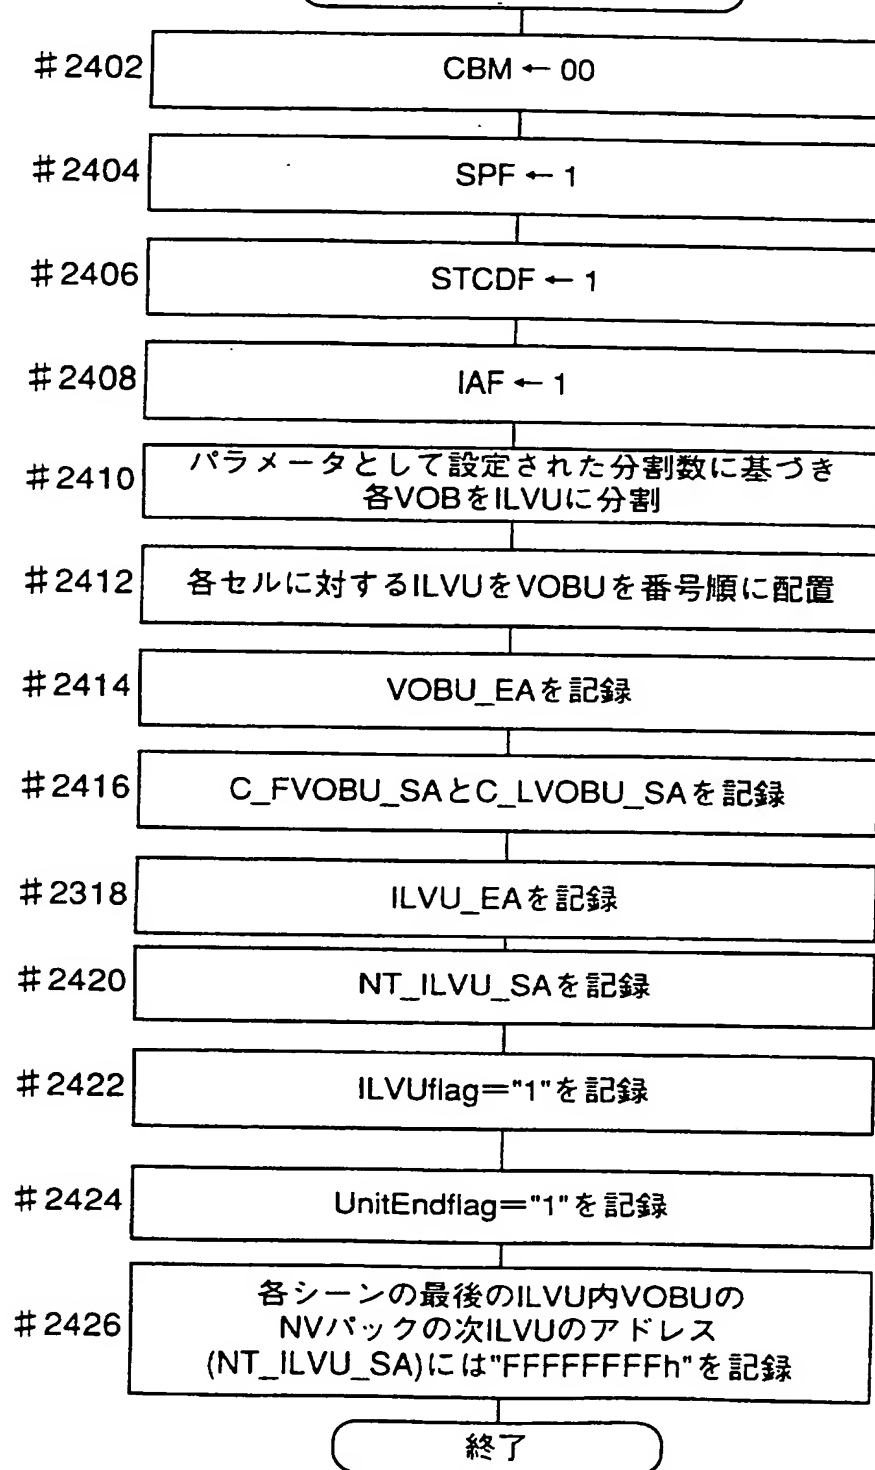 #2402
CBM ← 00
#2404
SPF ← 1
#2406
STCDF ← 1
#2408
IAF ← 1
#2410
パラメータとして設定された分割数に基づき
各VOBをILVUに分割
#2412
各セルに対するILVUをVOBUを番号順に配置
#2414
VOBU_EAを記録
#2416
C_FVOBU_SAとC_LVOBU_SAを記録
#2318
ILVU_EAを記録
#2420
NT_ILVU_SAを記録
#2422
ILVUflag="1"を記録
#2424
UnitEndflag="1"を記録
#2426
各シーンの最後のILVU内VOBUの
NVパックの次ILVUのアドレス
(NT_ILVU_SA)には"FFFFFFFFh"を記録
終了